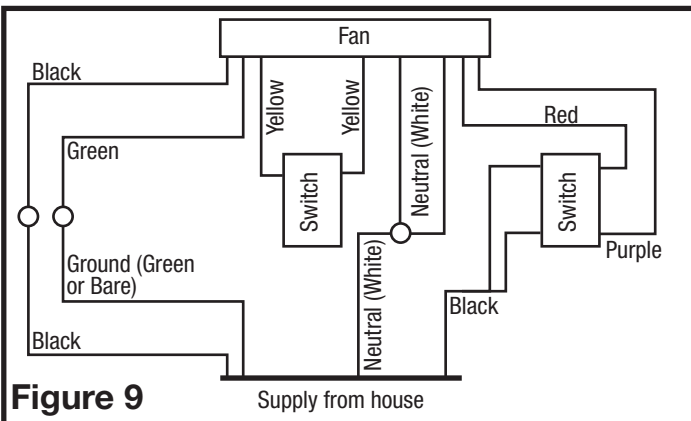 Fan
Black
Yellow
Yellow
Neutral (White)
Red
Green
Switch
Switch
Purple
Ground (Green
or Bare)
Neutral (White)
Black
Black
Figure 9
Supply from house